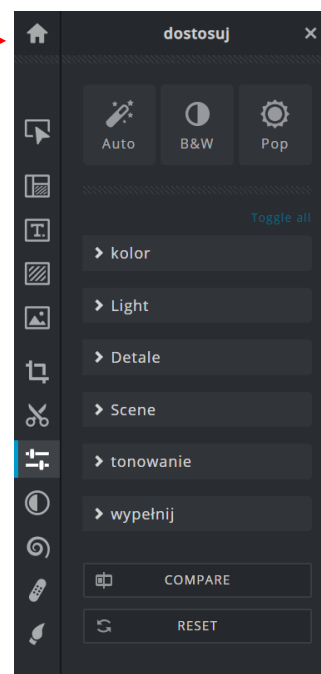 dostosuj
Auto B&W Pop
Toggle all
kolor
Light
Detale
Scene
tonowanie
wypełnij
COMPARE
RESET